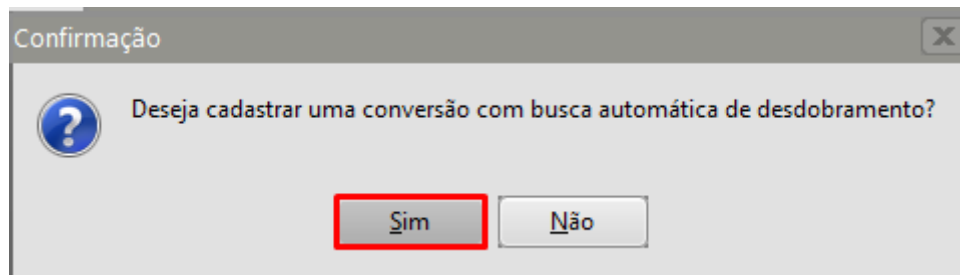 Confirmação
Deseja cadastrar uma conversão com busca automática de desdobramento?
Sim Não